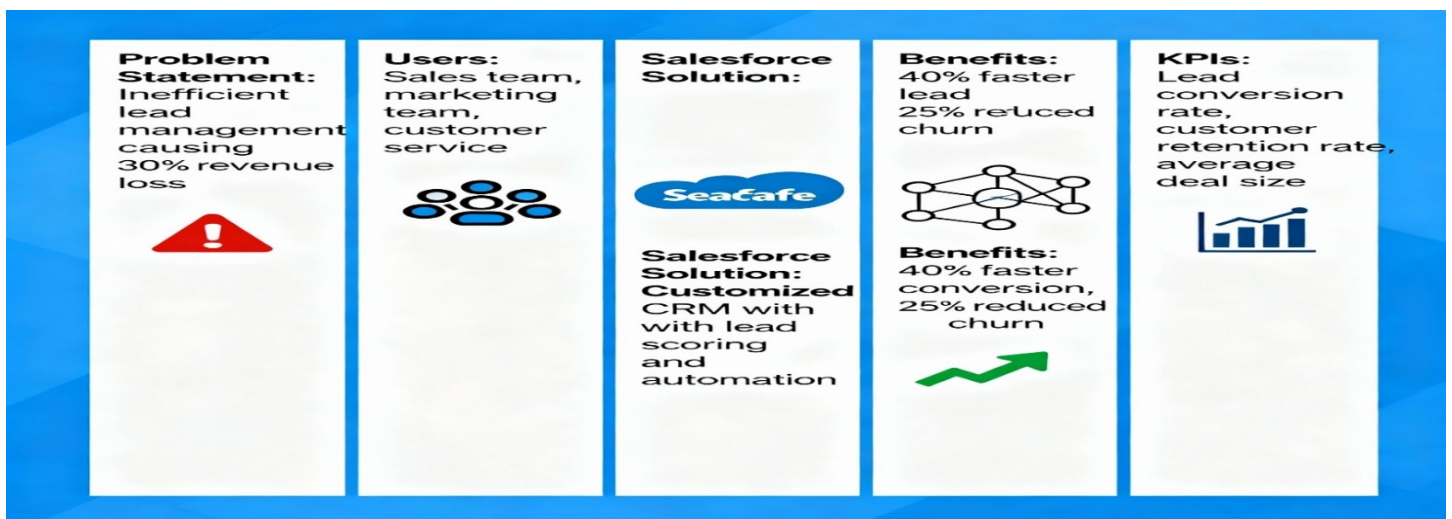 Problem
Statement:
Inefficient
lead
management
causing
30% revenue
loss
Users:
Sales team,
marketing
team,
customer
service
Salesforce
Solution:
SeaCafe
Salesforce
Solution:
Customized
CRM with
with lead
scoring
and
automation
Benefits:
40% faster
lead
25% reuced
churn
Benefits:
40% faster
conversion,
25% reduced
churn
KPIs:
Lead
conversion
rate,
customer
retention rate,
average
deal size